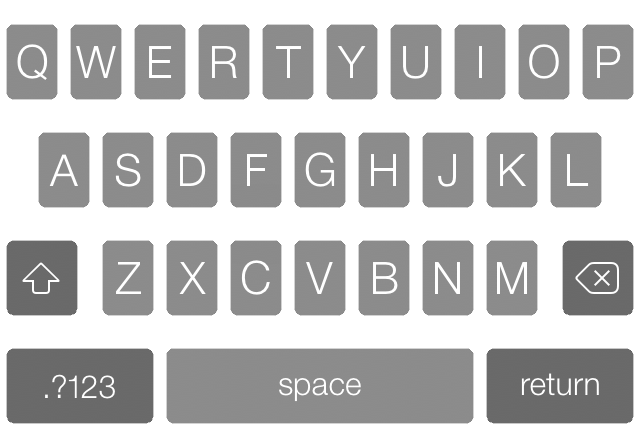 Q W E R T Y U I O P
A S D F G H J K L
Z X C V B N M
.?123 space return